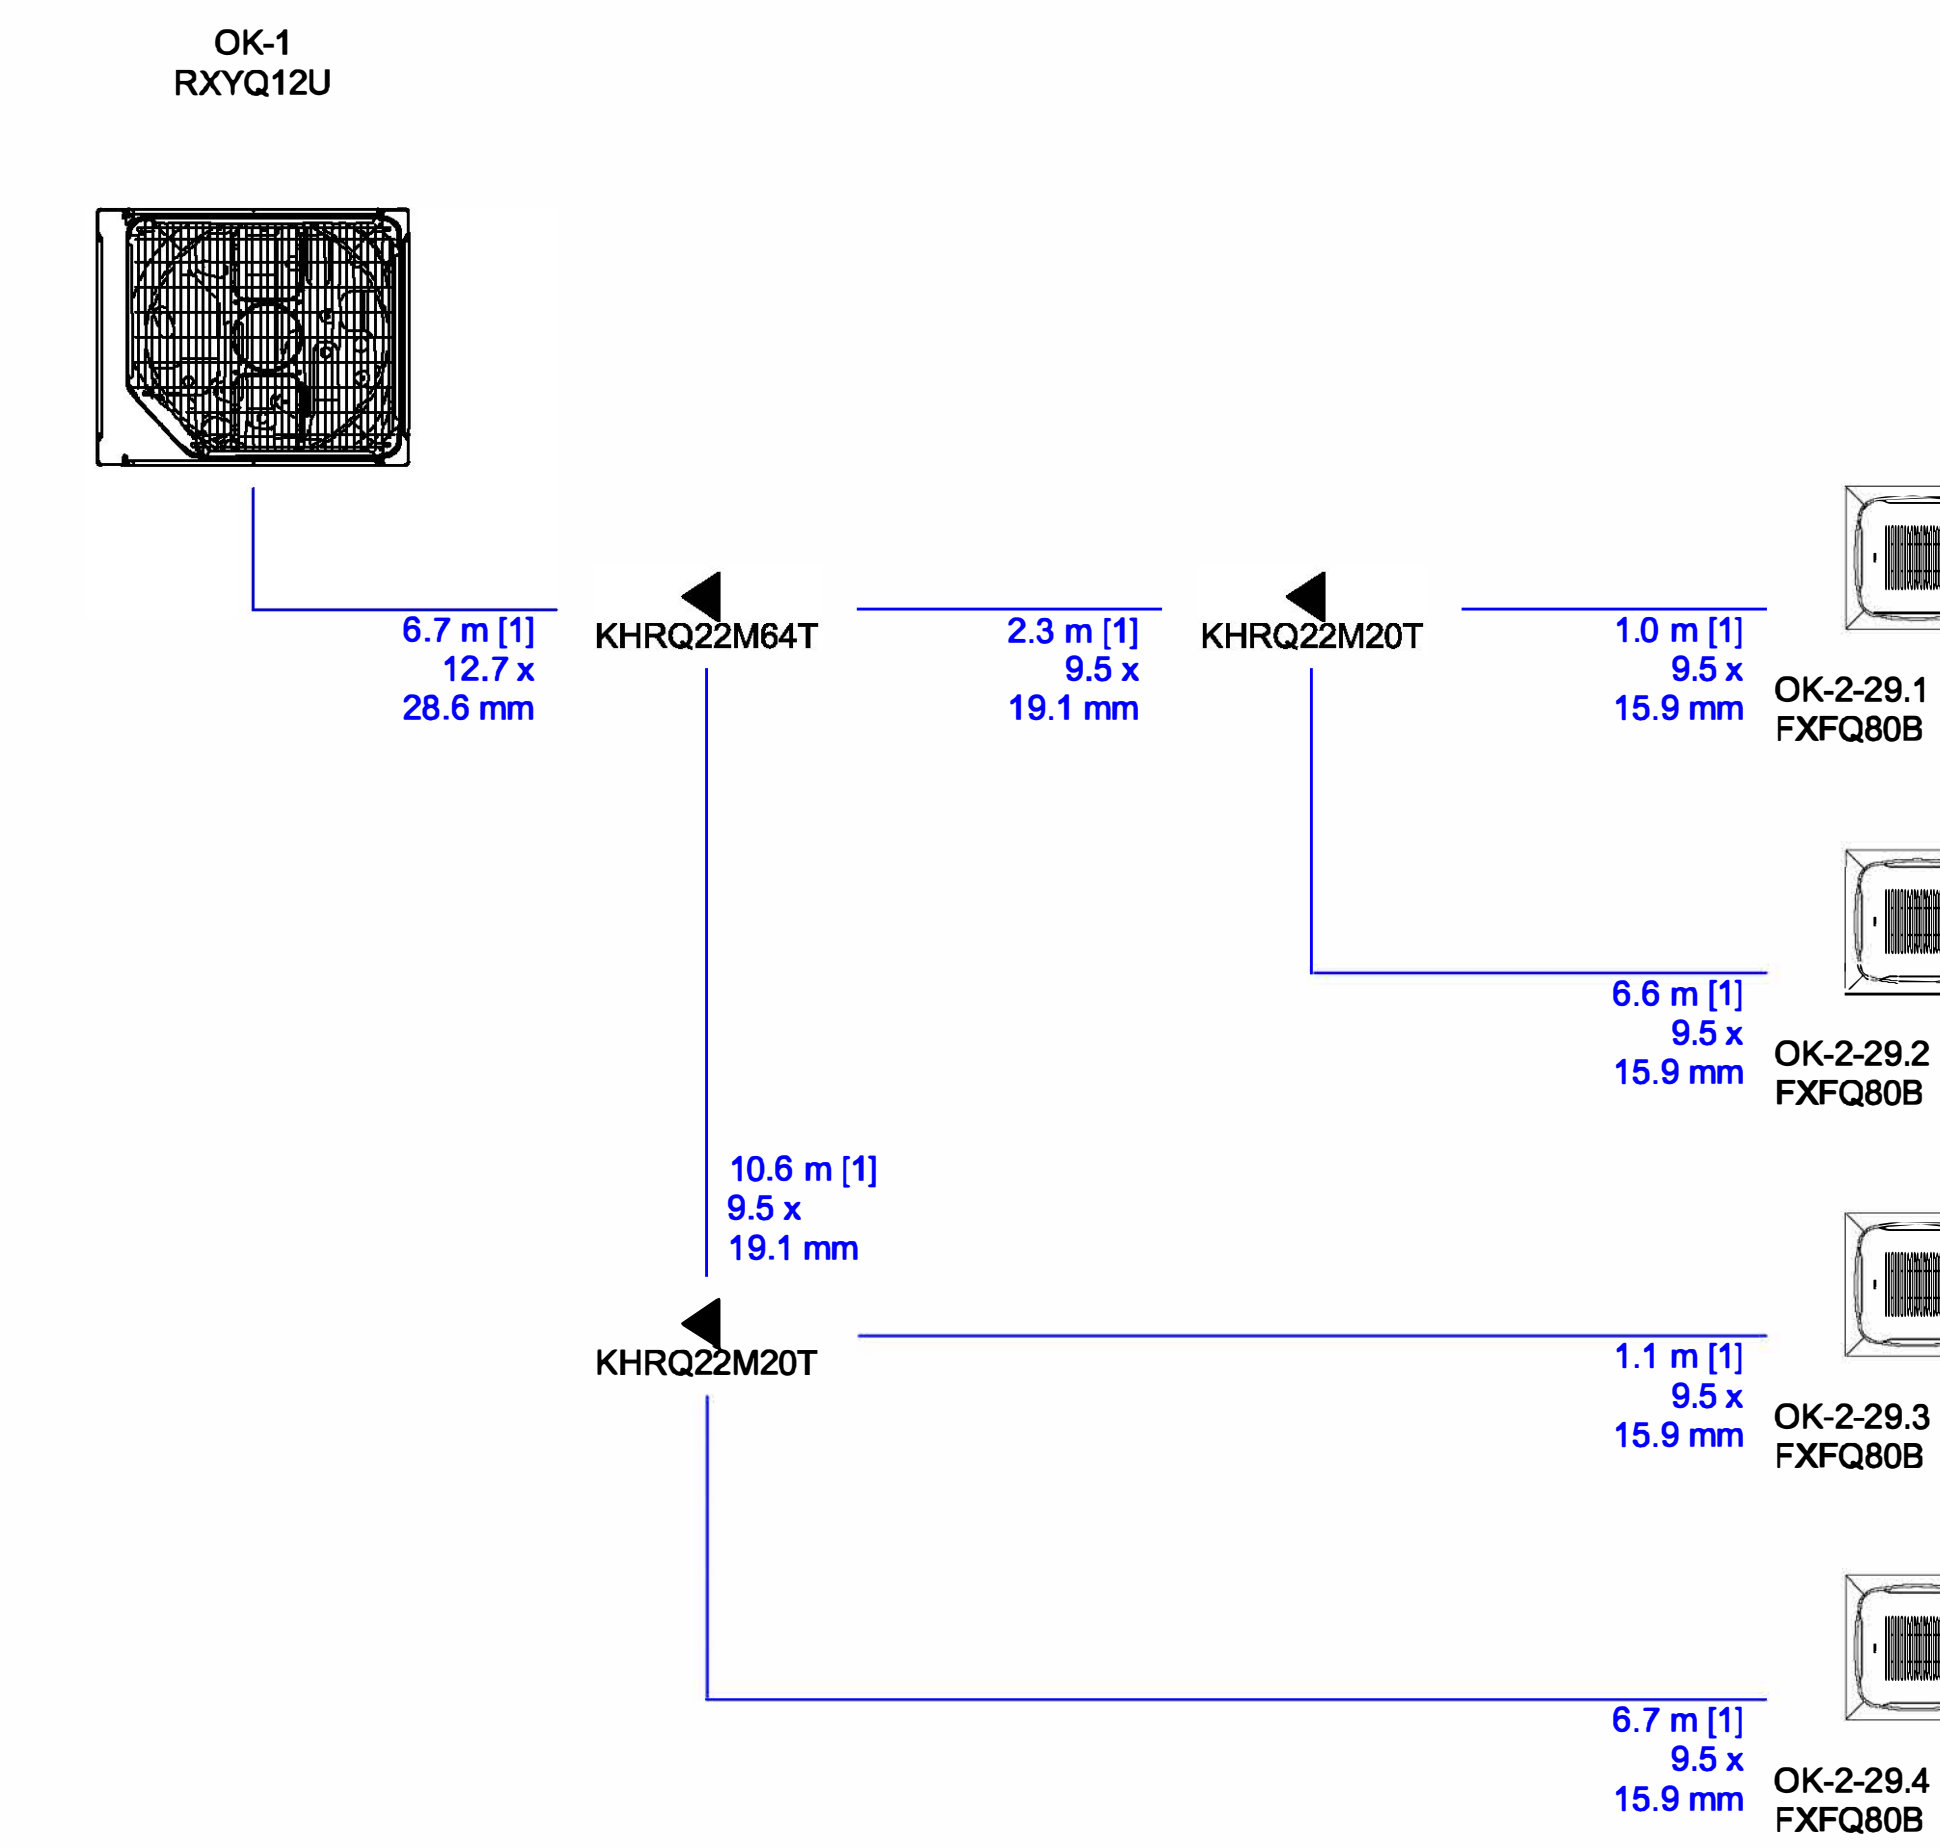 OK-1
RXYQ12U
6.7 m [1]
12.7 x
28.6 mm
KHRQ22M64T
2.3 m [1]
9.5 x
19.1 mm
KHRQ22M20T
1.0 m [1]
9.5 x
15.9 mm
OK-2-29.1
FXFQ80B
6.6 m [1]
9.5 x
15.9 mm
OK-2-29.2
FXFQ80B
10.6 m [1]
9.5 x
19.1 mm
KHRQ22M20T
1.1 m [1]
9.5 x
15.9 mm
OK-2-29.3
FXFQ80B
6.7 m [1]
9.5 x
15.9 mm
OK-2-29.4
FXFQ80B